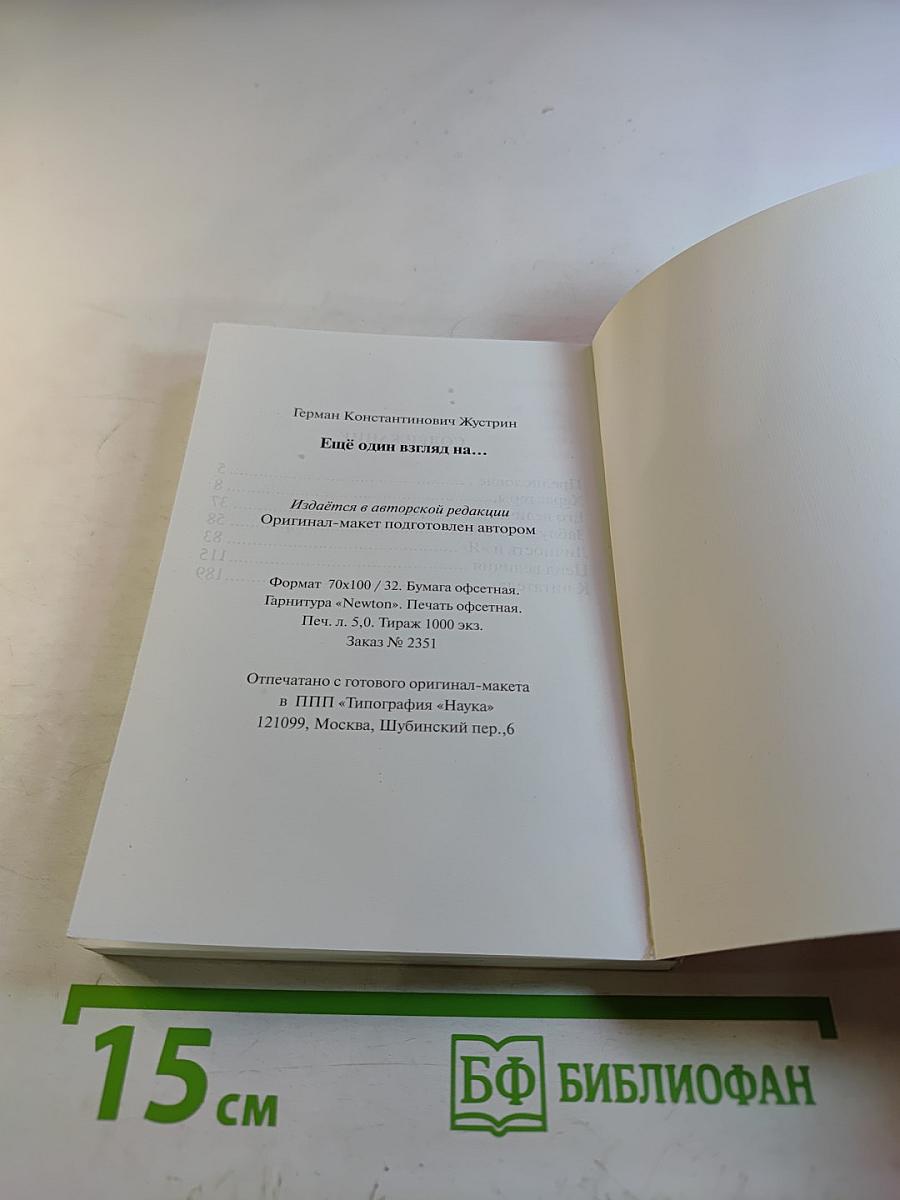 Герман Константинович Жустрин
Ещё один взгляд на...
Издаётся в авторской редакции
Оригинал-макет подготовлен автором
Формат 70x100 / 32. Бумага офсетная.
Гарнитура «Newton». Печать офсетная.
Печ. л. 5,0. Тираж 1000 экз.
Заказ № 2351
Отпечатано с готового оригинал-макета
в ППП «Типография «Наука»
121099, Москва, Шубинский пер.,6
15 см
БФ БИБЛИОФАН